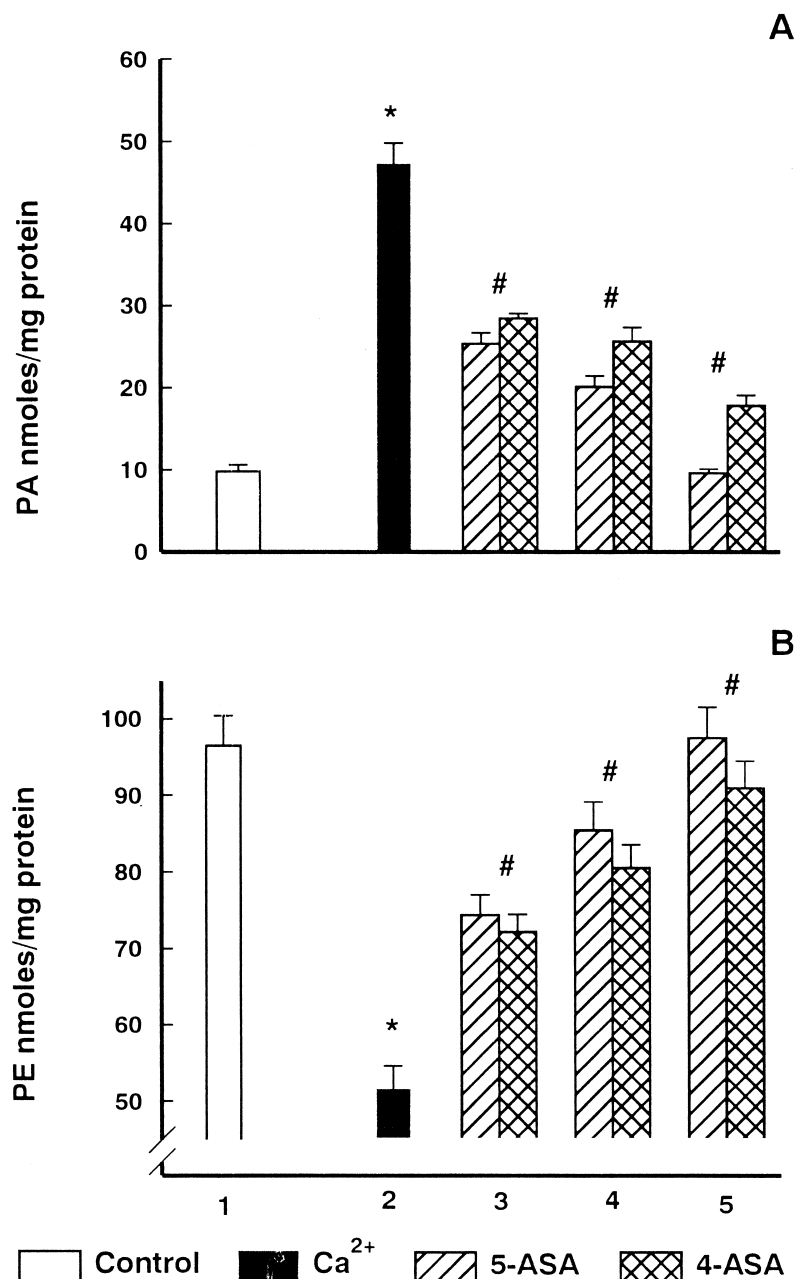 A
60
*
50
40
30
20
10
0
# # #
PA nmoles/mg protein
B
100
90
80
70
60
50
*
# # #
PE nmoles/mg protein
1 2 3 4 5
Control Ca2+ 5-ASA 4-ASA